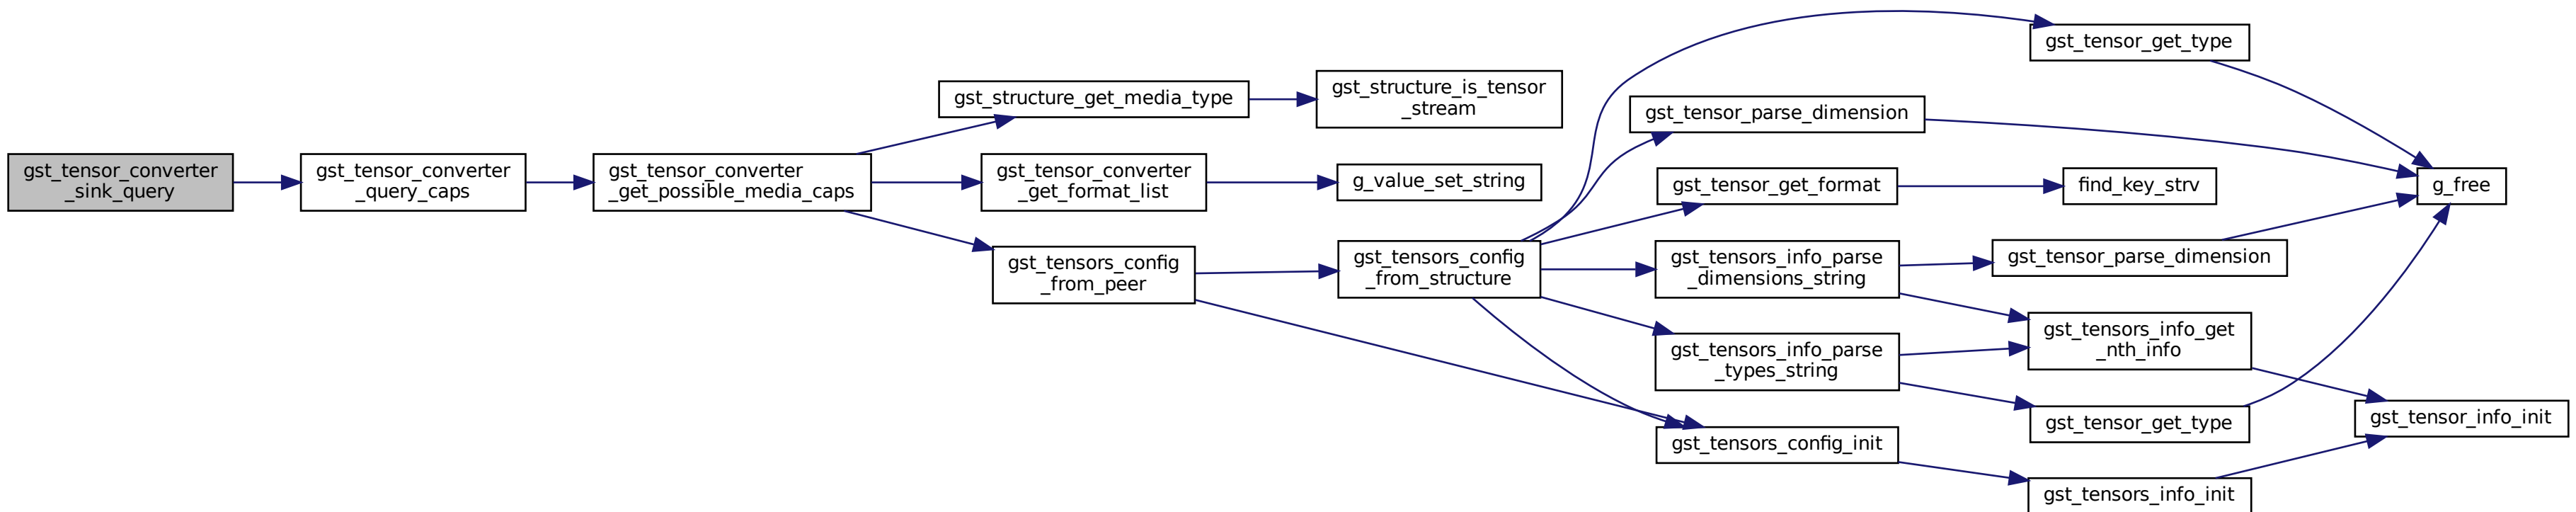 gst_tensor_converter
_sink_query
gst_tensor_converter
_query_caps
gst_tensor_converter
_get_possible_media_caps
gst_structure_get_media_type
gst_structure_is_tensor
_stream
gst_tensor_converter
_get_format_list
g_value_set_string
gst_tensors_config
_from_peer
gst_tensors_config
_from_structure
gst_tensor_get_type
gst_tensor_parse_dimension
gst_tensor_get_format
find_key_strv
gst_tensors_info_parse
_dimensions_string
gst_tensor_parse_dimension
gst_tensors_info_get
_nth_info
gst_tensors_info_parse
_types_string
gst_tensor_get_type
gst_tensors_config_init
gst_tensors_info_init
g_free
gst_tensor_info_init